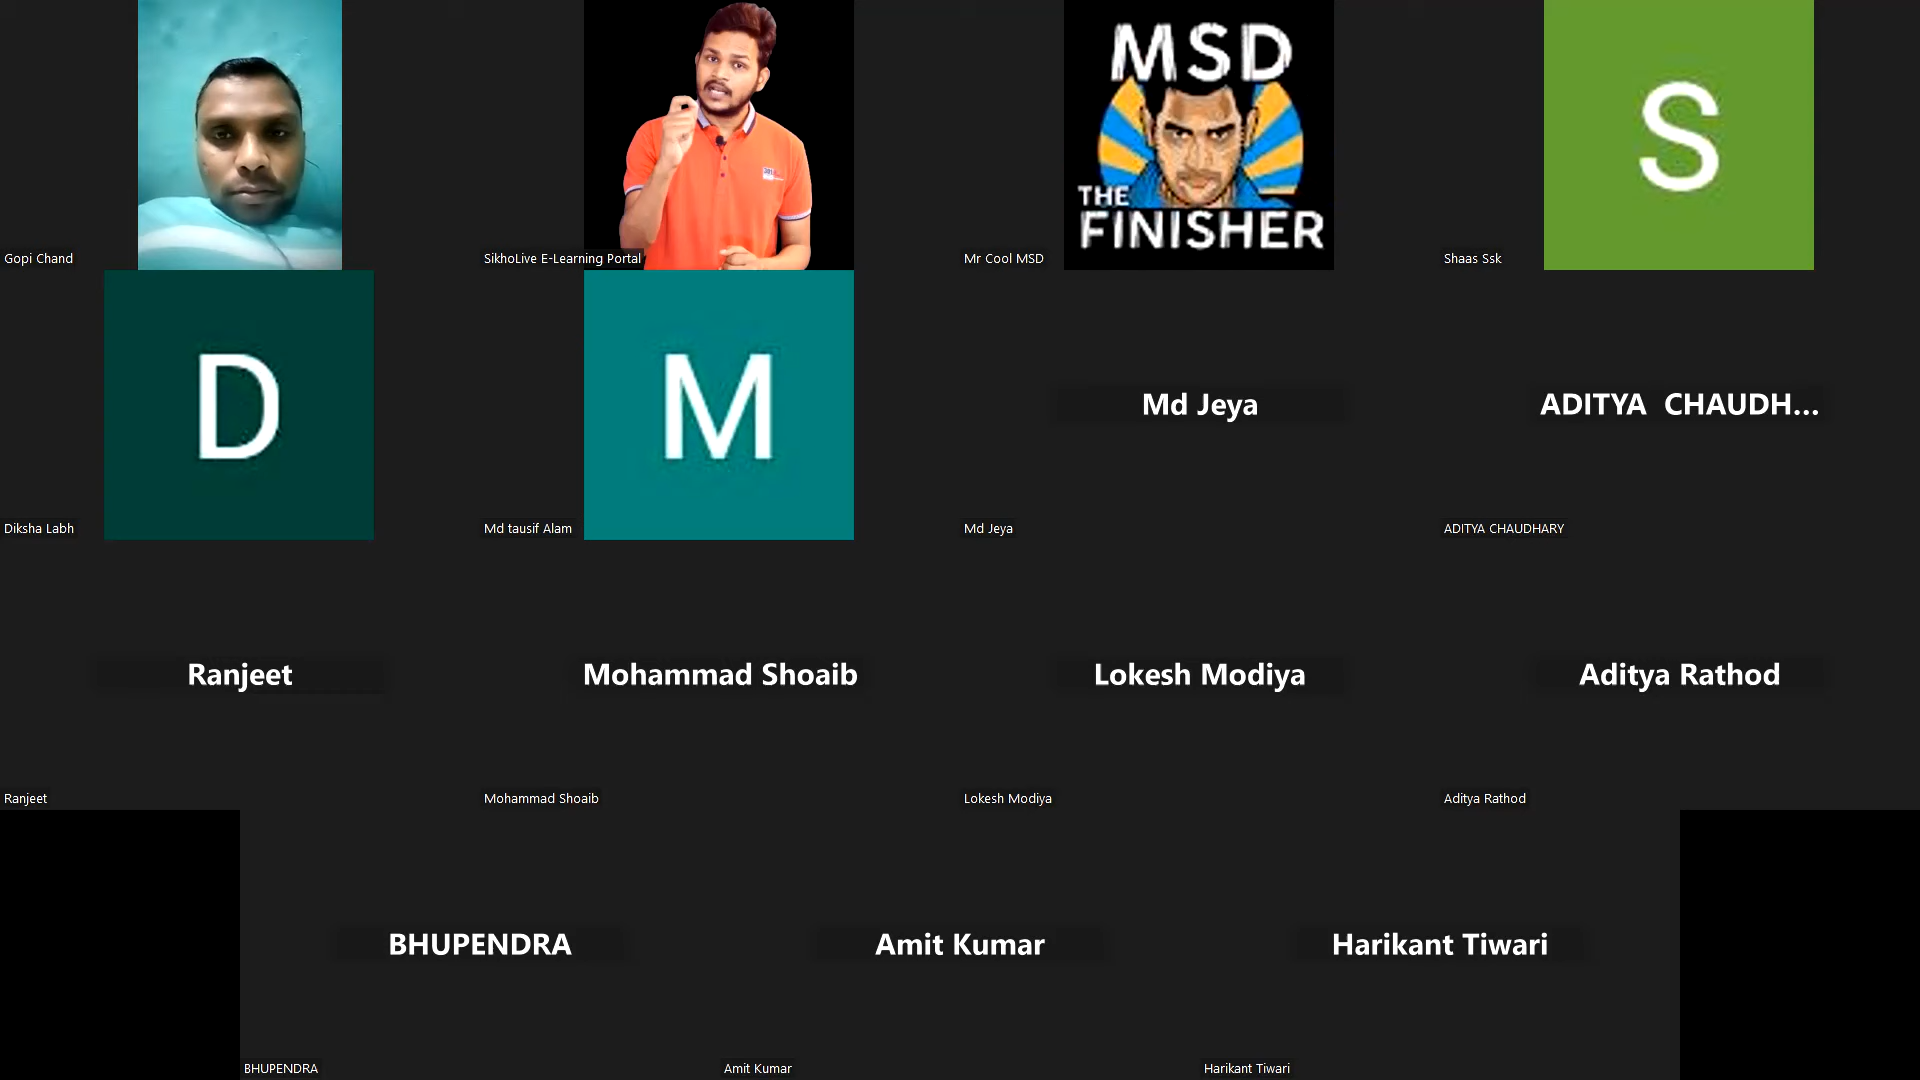 MSD
THE
FINISHER
S
Gopi Chand
SikhoLive E-Learning Portal
Mr Cool MSD
Shaas Ssk
D
M
Md Jeya
ADITYA CHAUDH...
Diksha Labh
Md tausif Alam
Md Jeya
ADITYA CHAUDHARY
Ranjeet
Mohammad Shoaib
Lokesh Modiya
Aditya Rathod
Ranjeet
Mohammad Shoaib
Lokesh Modiya
Aditya Rathod
BHUPENDRA
Amit Kumar
Harikant Tiwari
BHUPENDRA
Amit Kumar
Harikant Tiwari